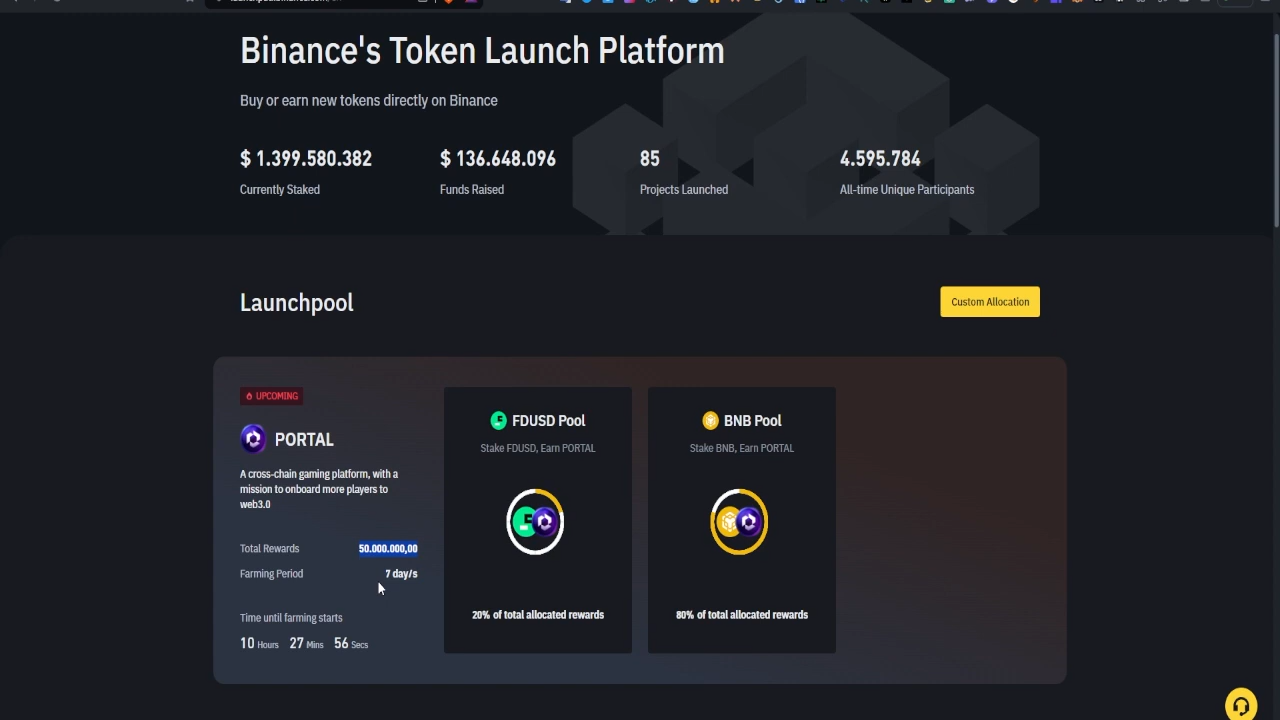 Binance's Token Launch Platform
Buy or earn new tokens directly on Binance
$ 1.399.580.382
Currently Staked
$ 136.648.096
Funds Raised
85
Projects Launched
4.595.784
All-time Unique Participants
Launchpool
Custom Allocation
UPCOMING
PORTAL
A cross-chain gaming platform, with a
mission to onboard more players to
web3.0
Total Rewards 50.000.000,00
Farming Period 7 day/s
Time until farming starts
10 Hours 27 Mins 56 Secs
FDUSD Pool
Stake FDUSD, Earn PORTAL
20% of total allocated rewards
BNB Pool
Stake BNB, Earn PORTAL
80% of total allocated rewards